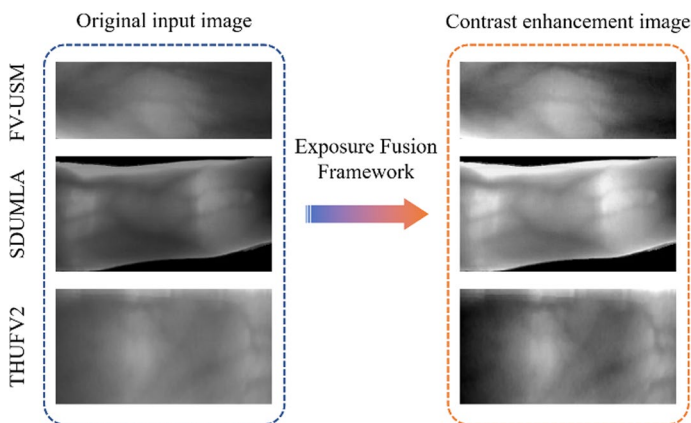 Original input image
Contrast enhancement image
FV-USM
Exposure Fusion
Framework
SDUMLA
THUFV2